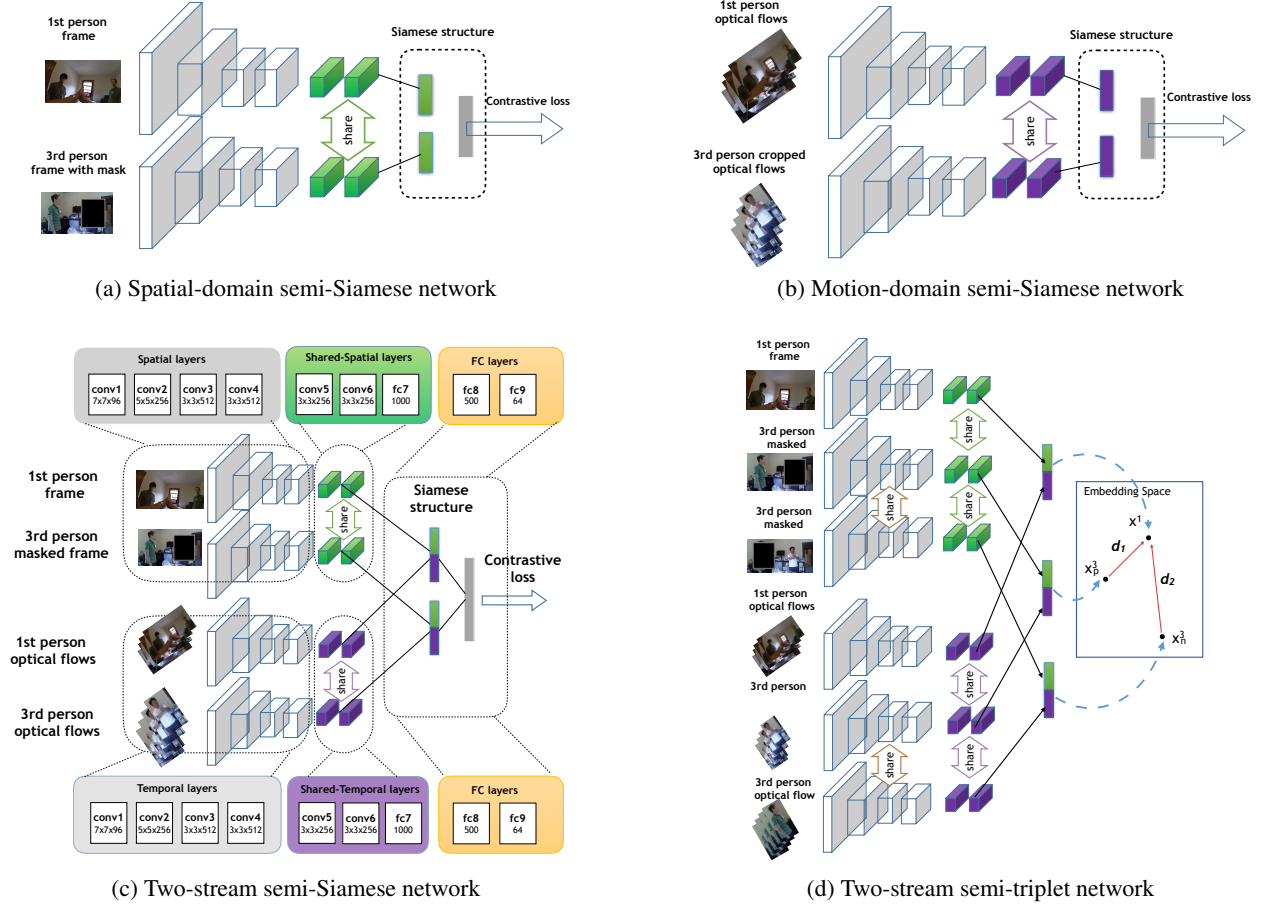 1st person
frame
3rd person
frame with mask
share
Siamese structure
Contrastive loss
(a) Spatial-domain semi-Siamese network
1st person
optical flows
3rd person cropped
optical flows
share
Siamese structure
Contrastive loss
(b) Motion-domain semi-Siamese network
Spatial layers
conv1
7x7x96
conv2
5x5x256
conv3
3x3x512
conv4
3x3x512
Shared-Spatial layers
conv5
3x3x256
conv6
3x3x256
fc7
1000
FC layers
fc8
500
fc9
64
1st person
frame
3rd person
masked frame
share
Siamese
structure
Contrastive
loss
1st person
optical flows
3rd person
optical flows
share
Temporal layers
conv1
7x7x96
conv2
5x5x256
conv3
3x3x512
conv4
3x3x512
Shared-Temporal layers
conv5
3x3x256
conv6
3x3x256
fc7
1000
FC layers
fc8
500
fc9
64
(c) Two-stream semi-Siamese network
1st person
frame
3rd person
masked
3rd person
masked
share
share
share
1st person optical flows
3rd person
3rd person
optical flow
share
share
share
Embedding Space
x¹
d₁
x³ₚ
d₂
x³ₙ
(d) Two-stream semi-triplet network